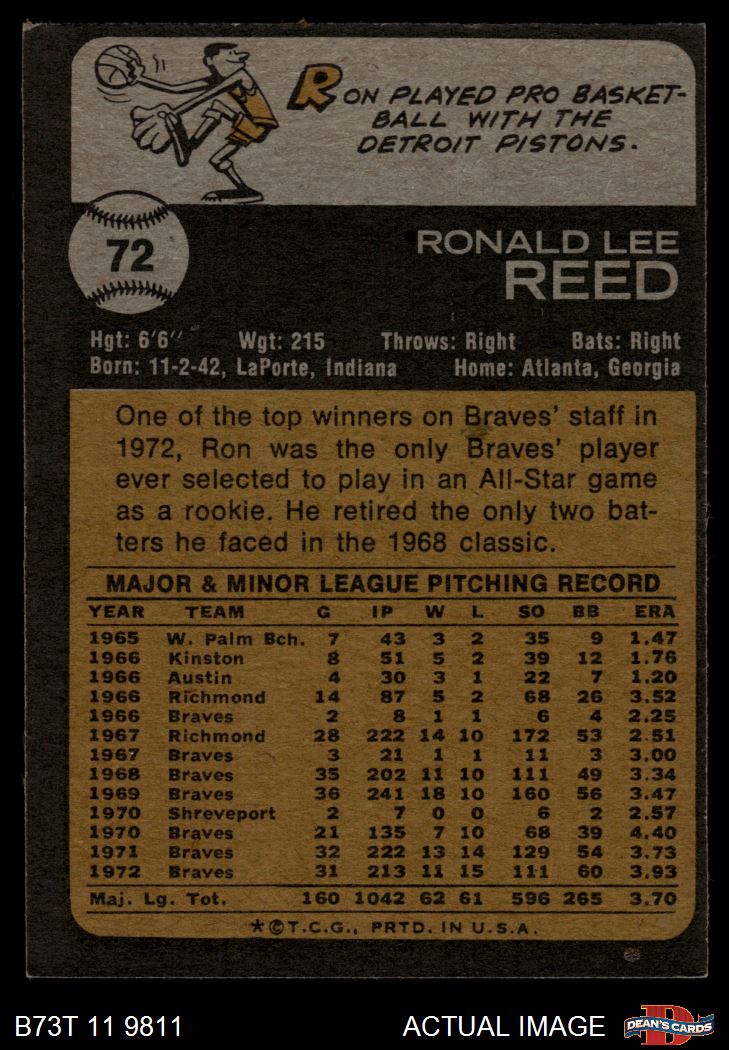 RON PLAYED PRO BASKET-
BALL WITH THE
DETROIT PISTONS.
72
RONALD LEE
REED
Hgt: 6'6" Wgt: 215 Throws: Right Bats: Right
Born: 11-2-42, LaPorte, Indiana Home: Atlanta, Georgia
One of the top winners on Braves' staff in
1972, Ron was the only Braves' player
ever selected to play in an All-Star game
as a rookie. He retired the only two bat-
ters he faced in the 1968 classic.
MAJOR & MINOR LEAGUE PITCHING RECORD
YEAR TEAM G IP W L SO BB ERA
1965 W. Palm Bch. 7 43 3 2 35 9 1.47
1966 Kinston 8 51 5 2 39 12 1.76
1966 Austin 4 30 3 1 22 7 1.20
1966 Richmond 14 87 5 2 68 26 3.52
1966 Braves 2 8 1 1 6 4 2.25
1967 Richmond 28 222 14 10 172 53 2.51
1967 Braves 3 21 1 1 11 3 3.00
1968 Braves 35 202 11 10 111 49 3.34
1969 Braves 36 241 18 10 160 56 3.47
1970 Shreveport 2 7 0 0 6 2 2.57
1970 Braves 21 135 7 10 68 39 4.40
1971 Braves 32 222 13 14 129 54 3.73
1972 Braves 31 213 11 15 111 60 3.93
Maj. Lg. Tot. 160 1042 62 61 596 265 3.70
*©T.C.G., PRTD. IN U.S.A.
B73T 11 9811 ACTUAL IMAGE D DEAN'S CARDS